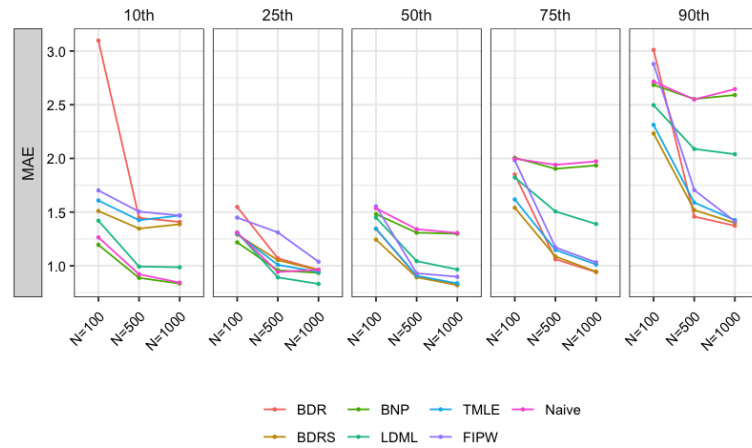 10th 25th 50th 75th 90th
MAE
3.0
2.5
2.0
1.5
1.0
N=100 N=500 N=1000 N=100 N=500 N=1000 N=100 N=500 N=1000 N=100 N=500 N=1000 N=100 N=500 N=1000
BDR BNP TMLE Naive
BDRS LDML FIPW